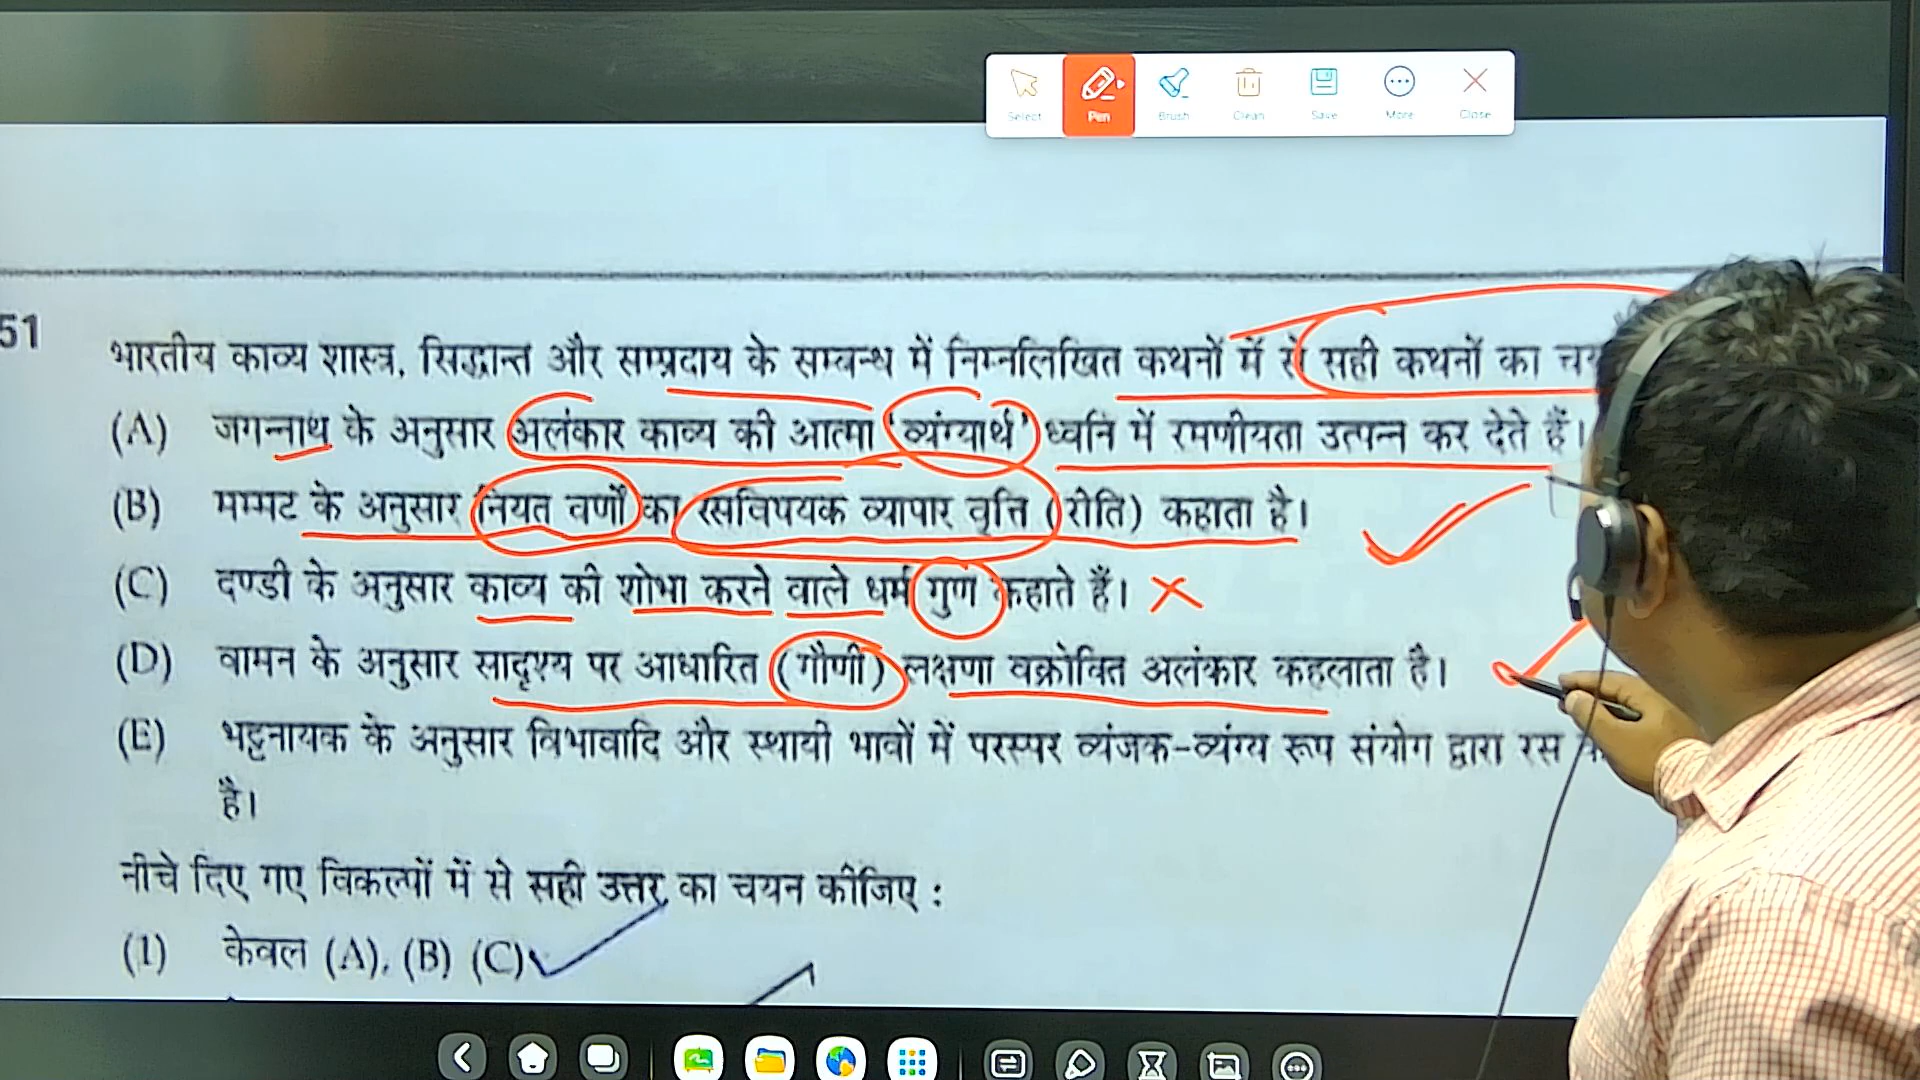 Select Pen Brush Clean Save More Close
51
भारतीय काव्य शास्त्र, सिद्धान्त और सम्प्रदाय के सम्बन्ध में निम्नलिखित कथनों में से सही कथनों का
(A) जगन्नाथ के अनुसार अलंकार काव्य की आत्मा 'व्यंग्यार्थ' ध्वनि में रमणीयता उत्पन्न कर देते हैं।
(B) मम्मट के अनुसार नियत वर्णों का रसविषयक व्यापार वृत्ति (रीति) कहाता है।
(C) दण्डी के अनुसार काव्य की शोभा करने वाले धर्म गुण कहाते हैं।
(D) वामन के अनुसार सादृश्य पर आधारित (गौणी) लक्षणा वक्रोक्ति अलंकार कहलाता है।
(E) भट्टनायक के अनुसार विभावादि और स्थायी भावों में परस्पर व्यंजक-व्यंग्य रूप संयोग द्वारा रस
है।
नीचे दिए गए विकल्पों में से सही उत्तर का चयन कीजिए :
(1) केवल (A), (B) (C)